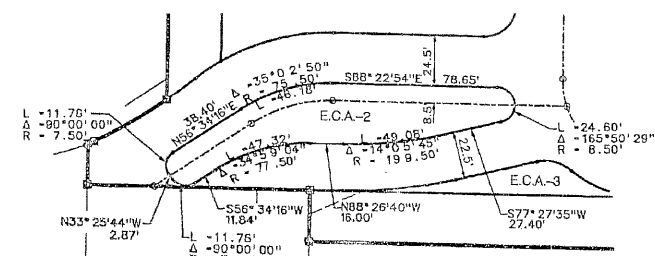 38.40'
N56°34'16"E
Δ =35°02'50"
R - 75.50'
L -46.18'
S88°22'54"E 78.65'
24.5'
8.5'
E.C.A.-2
L =11.78'
Δ =90°00'00"
R - 7.50'
L -24.60'
Δ -165°50'29"
R - 8.50'
L -47.32'
Δ -34°59'04"
R - 77.50'
L -49.08'
Δ -14°05'45"
R - 199.50'
22.5'
E.C.A.-3
N33°25'44"W
2.87'
S56°34'16"W
11.84'
N88°26'40"W
16.00'
S77°27'35"W
27.40'
L -11.78'
Δ =90°00'00"